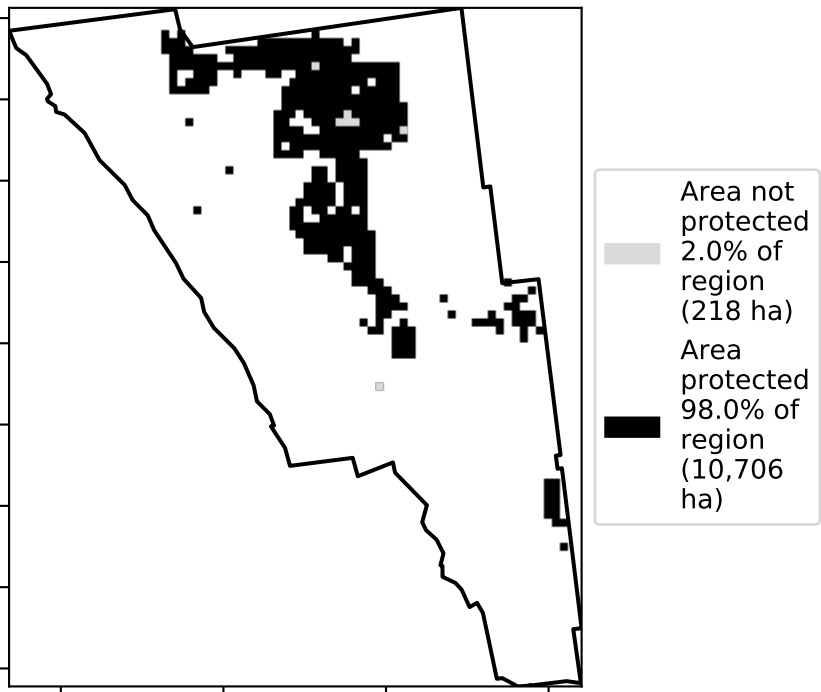 Area not
protected
2.0% of
region
(218 ha)
Area
protected
98.0% of
region
(10,706
ha)